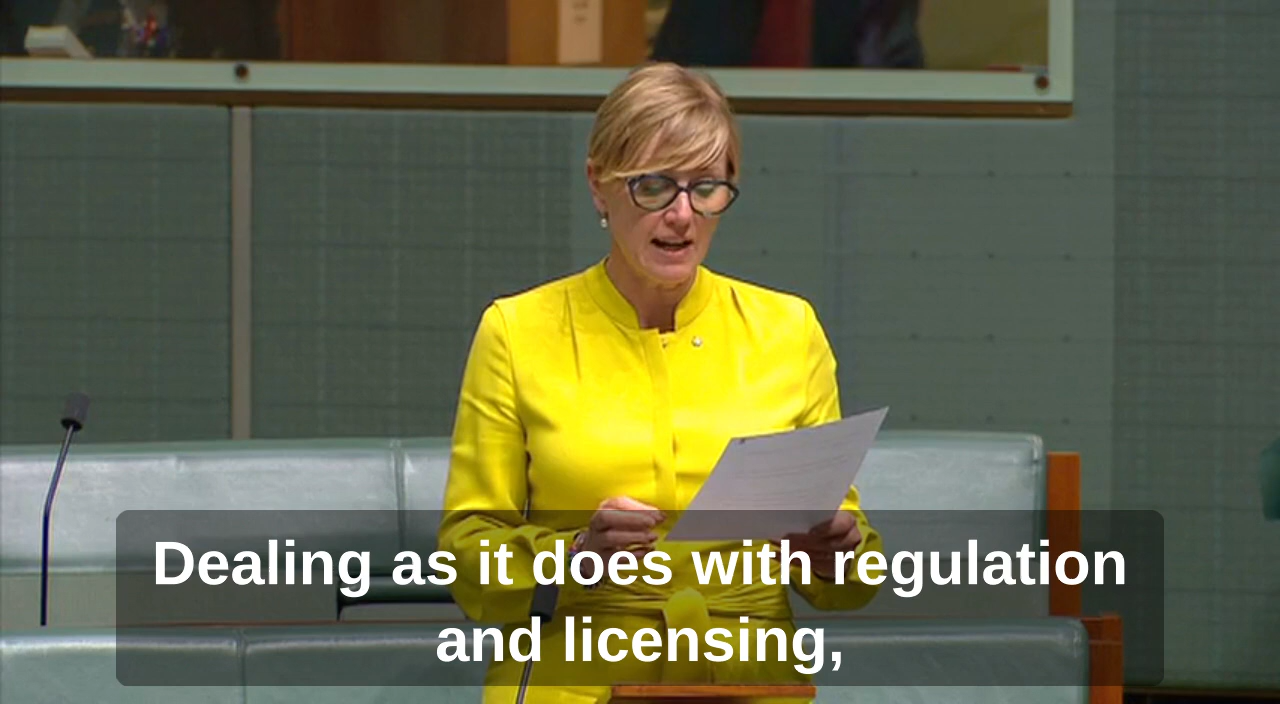 Dealing as it does with regulation
and licensing,